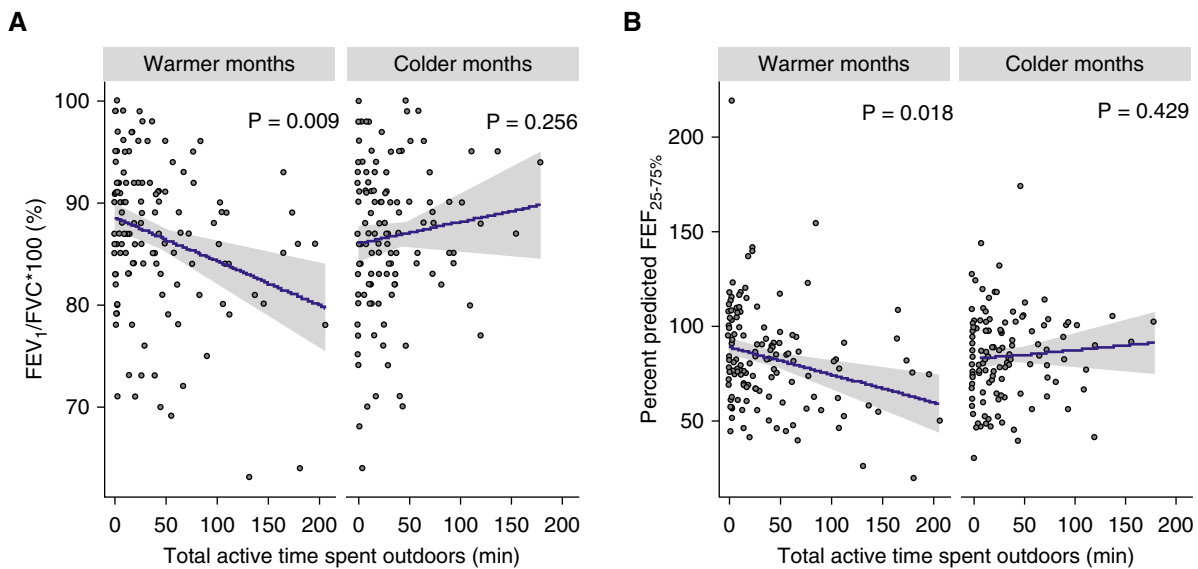 A
B
Warmer months
Colder months
Warmer months
Colder months
P = 0.009
P = 0.256
P = 0.018
P = 0.429
FEV1/FVC*100 (%)
100
90
80
70
Percent predicted FEF25-75%
200
150
100
50
0 50 100 150 200
0 50 100 150 200
0 50 100 150 200
0 50 100 150 200
Total active time spent outdoors (min)
Total active time spent outdoors (min)